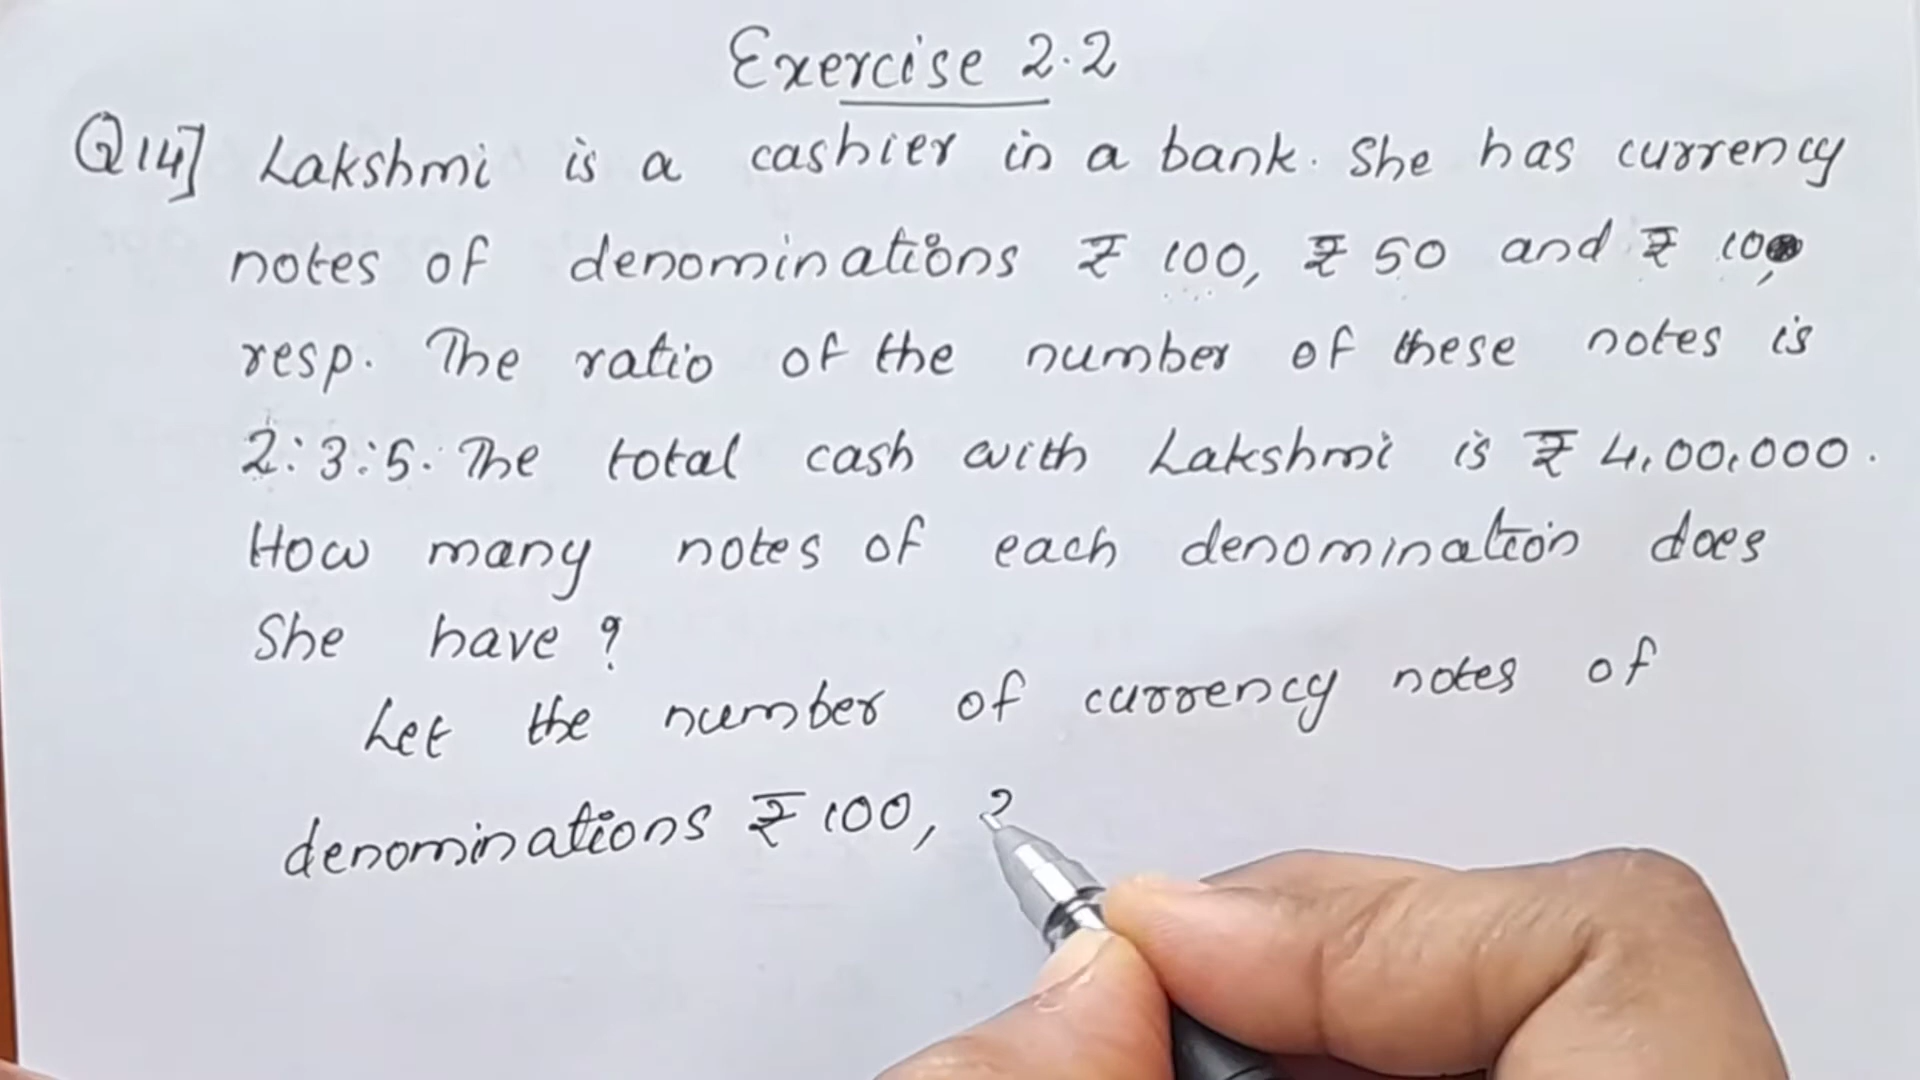 Exercise 2.2
Q14] Lakshmi is a cashier in a bank. She has currency
notes of denominations ₹ 100, ₹ 50 and ₹ 10,
resp. The ratio of the number of these notes is
2:3:5. The total cash with Lakshmi is ₹ 4,00,000.
How many notes of each denomination does
She have?
Let the number of currency notes of
denominations ₹ 100,